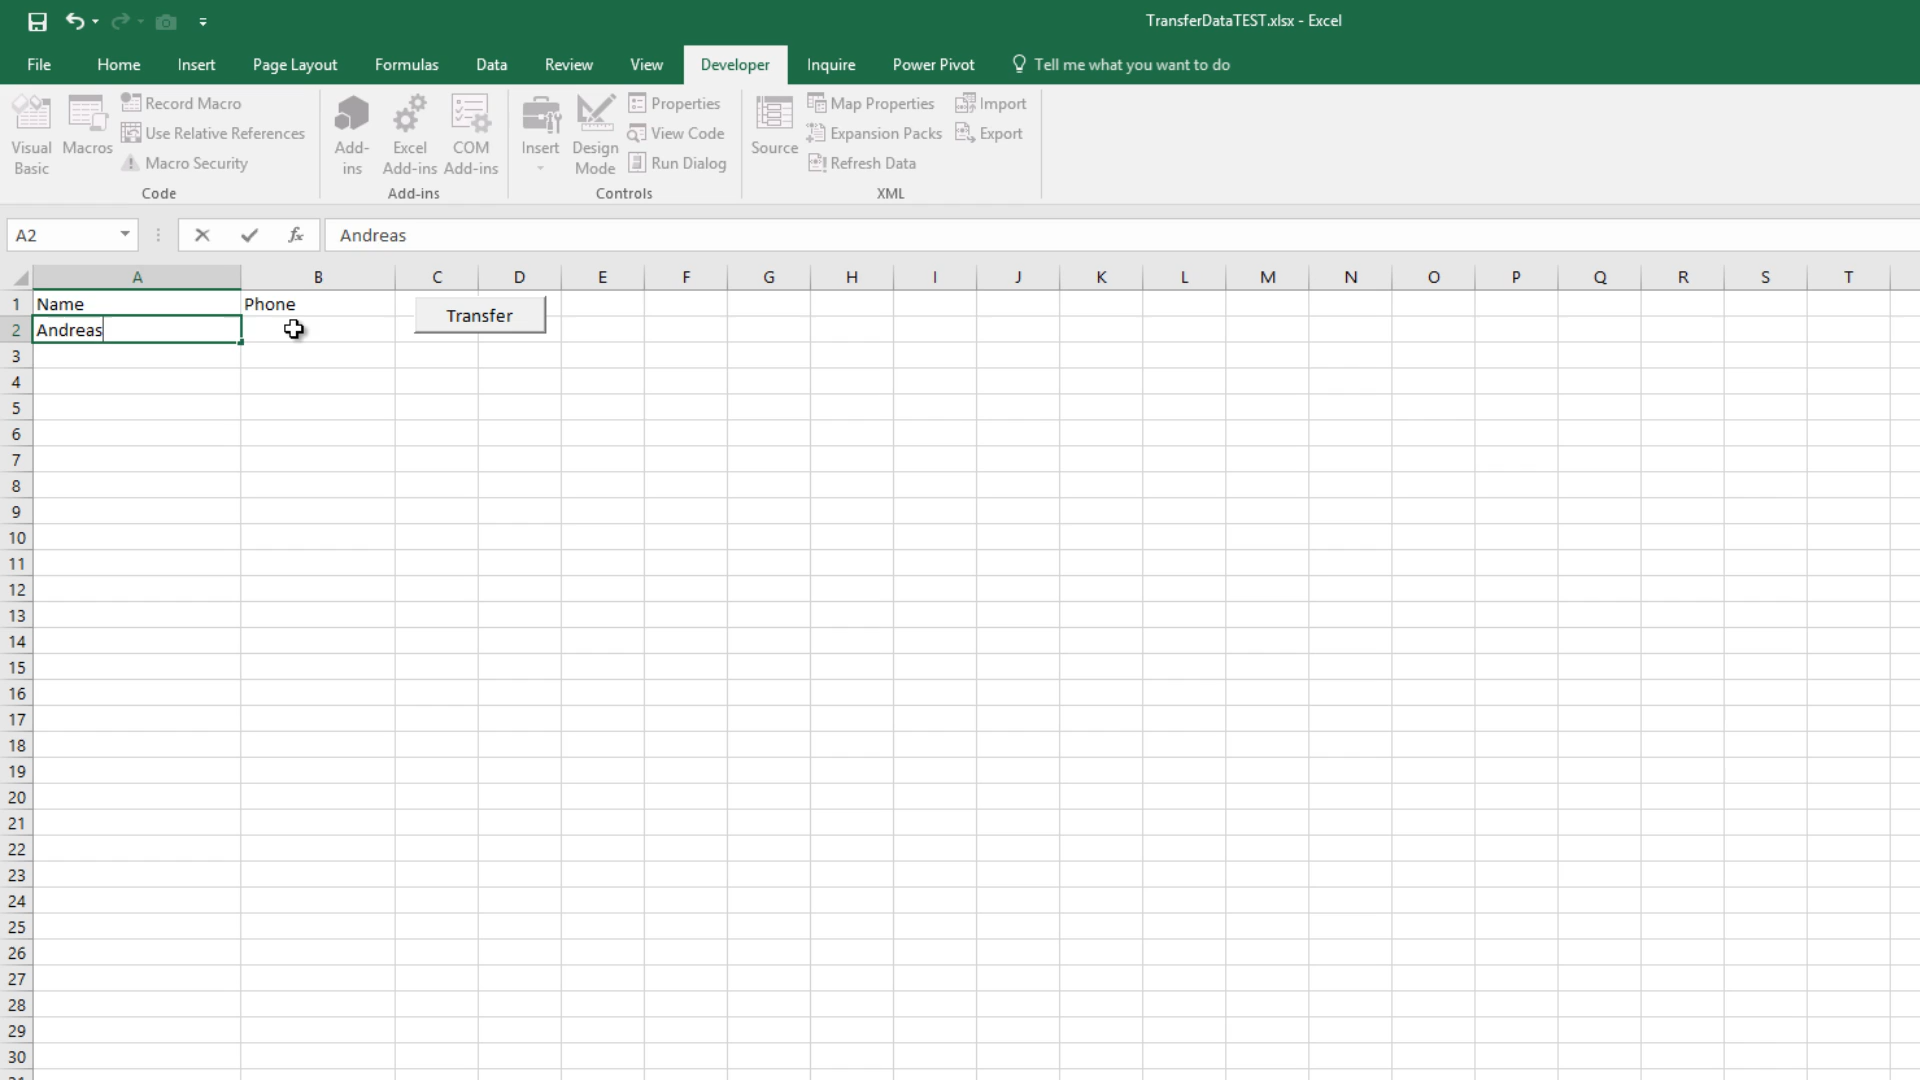 TransferDataTEST.xlsx - Excel
File Home Insert Page Layout Formulas Data Review View Developer Inquire Power Pivot Tell me what you want to do
Visual Basic
Macros
Record Macro
Use Relative References
Macro Security
Code
Add-ins
Excel Add-ins
COM Add-ins
Add-ins
Insert
Design Mode
Properties
View Code
Run Dialog
Controls
Source
Map Properties
Expansion Packs
Refresh Data
Import
Export
XML
A2 fx Andreas
A B C D E F G H I J K L M N O P Q R S T
1 Name Phone
Transfer
2 Andreas
3
4
5
6
7
8
9
10
11
12
13
14
15
16
17
18
19
20
21
22
23
24
25
26
27
28
29
30